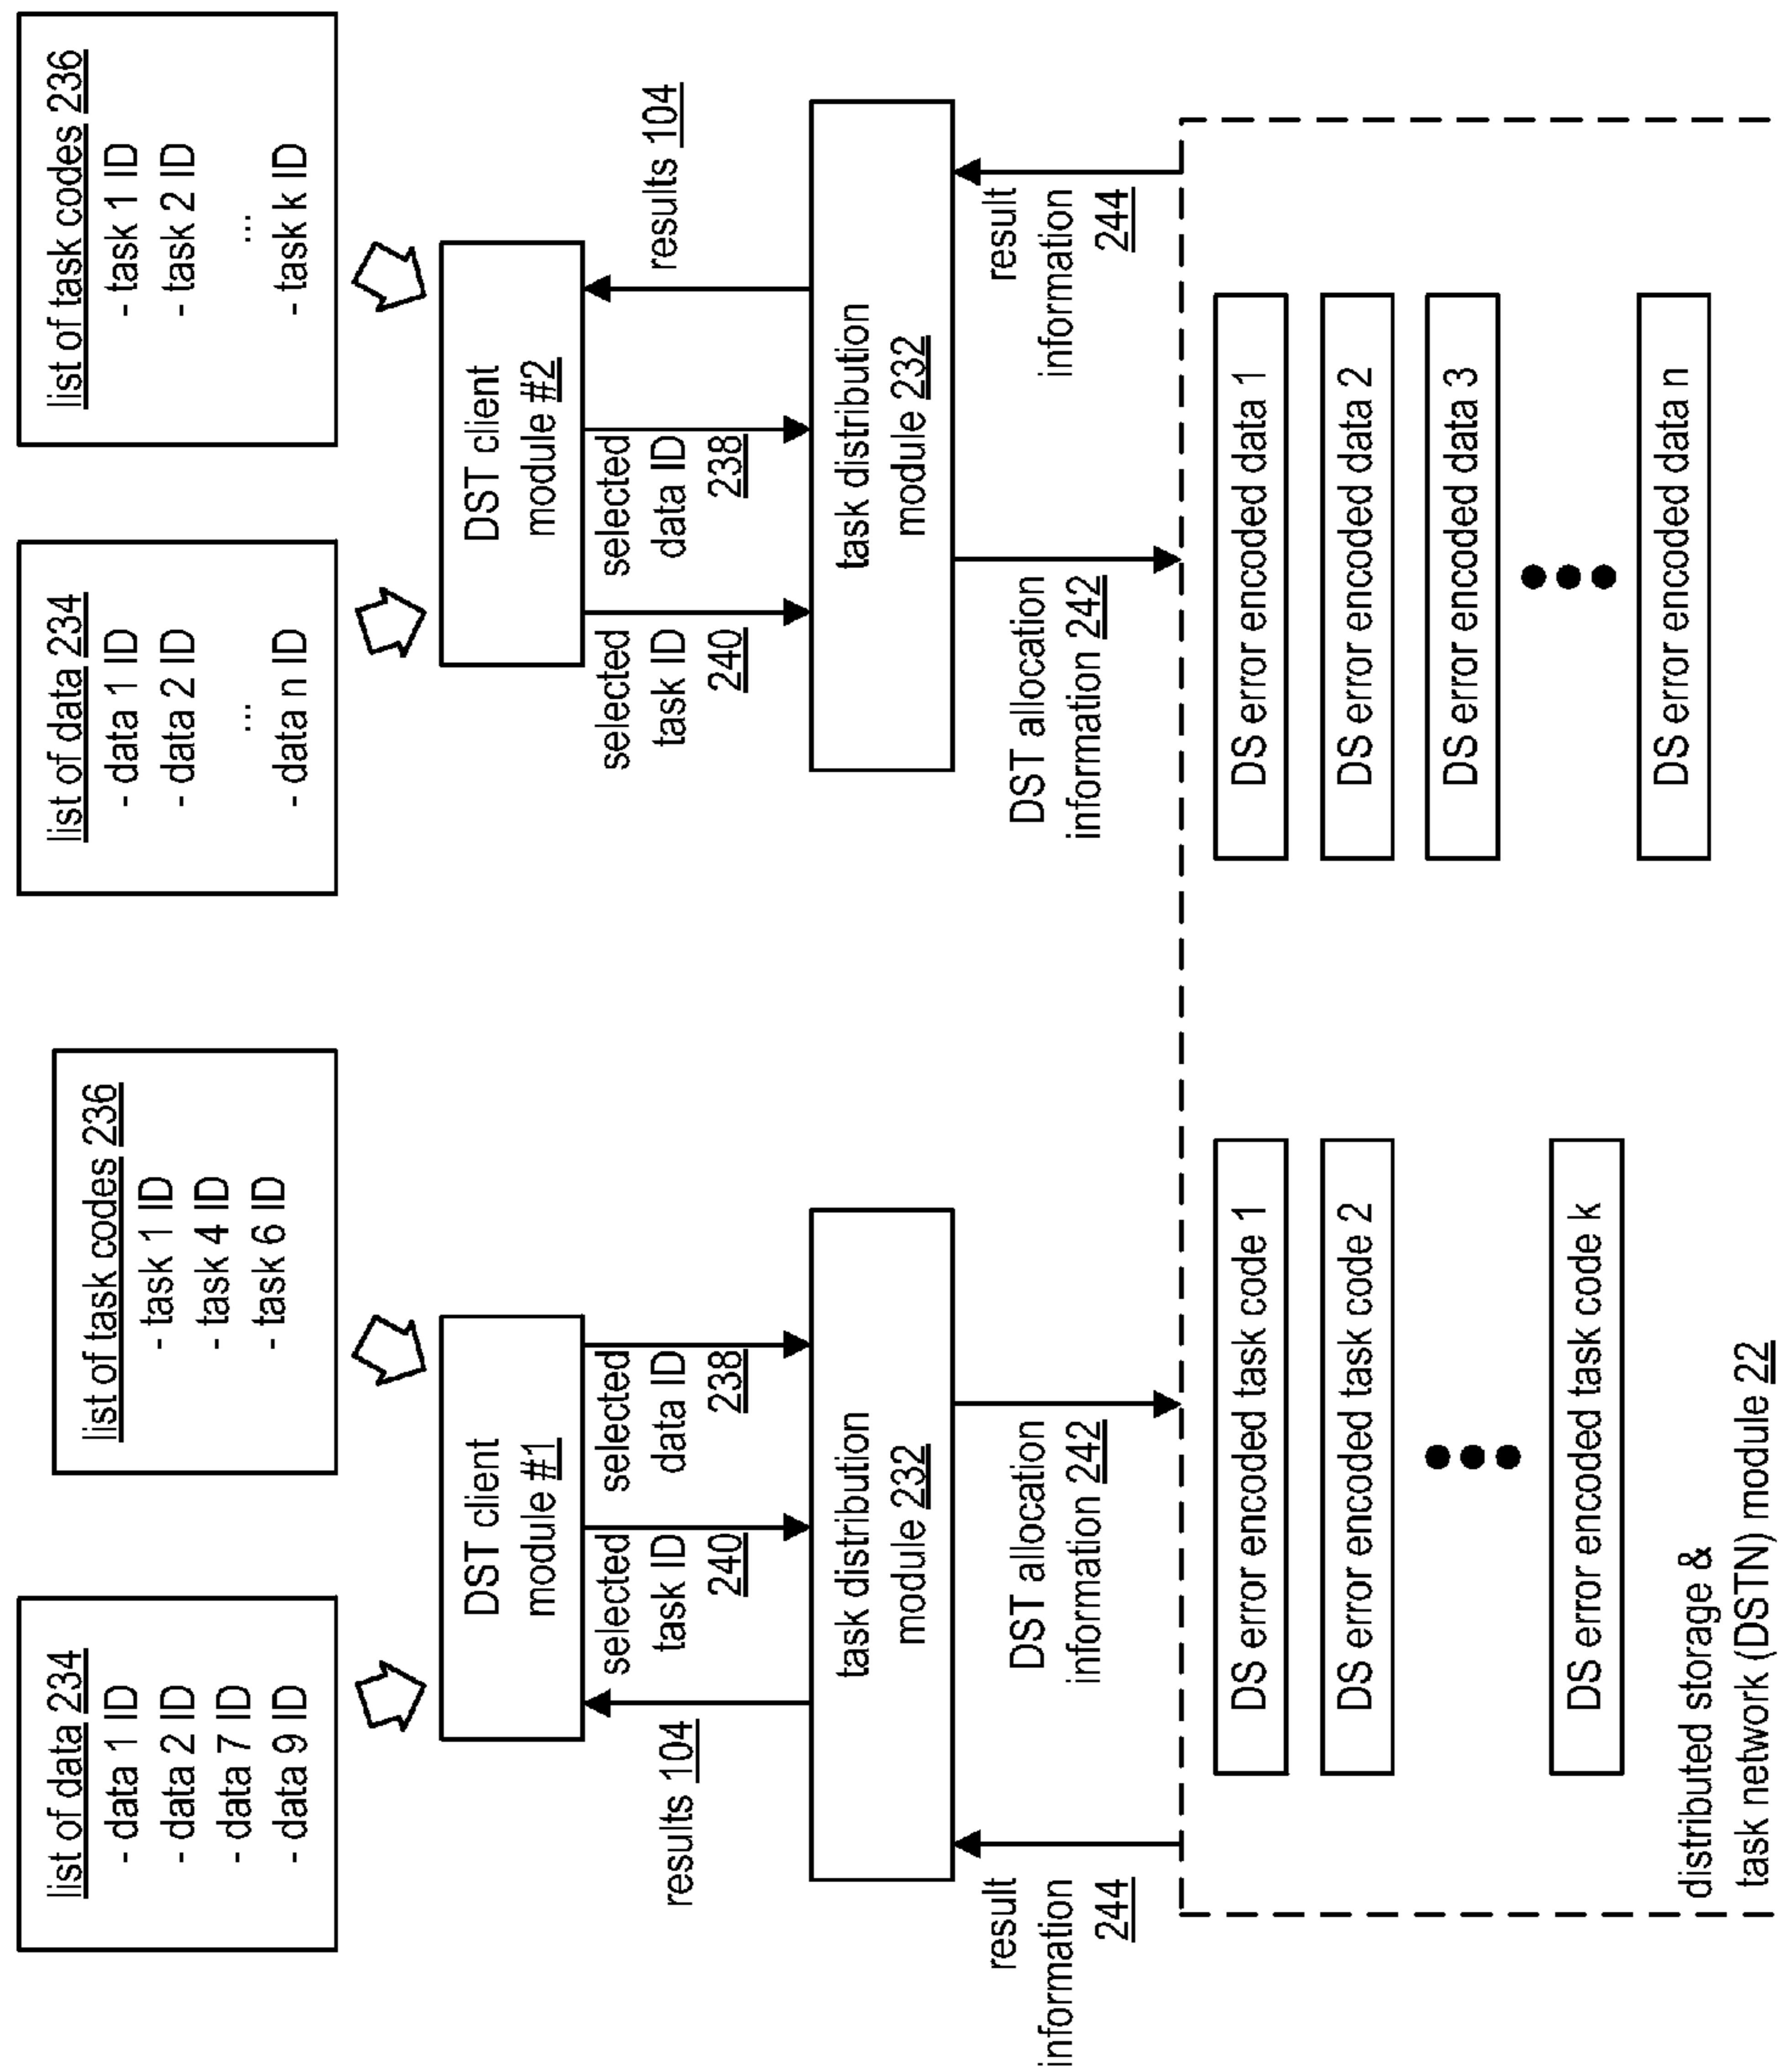 list of data 234
- data 1 ID
- data 2 ID
- data 7 ID
- data 9 ID
list of task codes 236
- task 1 ID
- task 4 ID
- task 6 ID
list of data 234
- data 1 ID
- data 2 ID
...
- data n ID
list of task codes 236
- task 1 ID
- task 2 ID
...
- task k ID
DST client
module #1
DST client
module #2
results 104
selected
task ID
240
selected
data ID
238
selected
task ID
240
selected
data ID
238
results 104
task distribution
module 232
task distribution
module 232
result
information
244
DST allocation
information 242
DST allocation
information 242
result
information
244
DS error encoded task code 1
DS error encoded task code 2
DS error encoded task code k
DS error encoded data 1
DS error encoded data 2
DS error encoded data 3
DS error encoded data n
distributed storage &
task network (DSTN) module 22